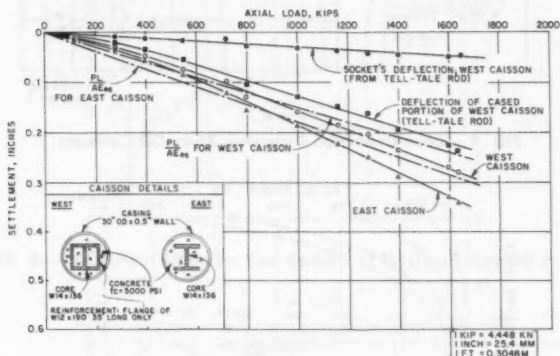 AXIAL LOAD, KIPS
0 200 400 600 800 1000 1200 1400 1600 1800 2000
0
0.1
0.2
0.3
0.4
0.5
0.6
SETTLEMENT, INCHES
SOCKET'S DEFLECTION, WEST CAISSON
(FROM TELL-TALE ROD)
PL
AEeq
FOR EAST CAISSON
DEFLECTION OF CASED
PORTION OF WEST CAISSON
(TELL-TALE ROD)
PL
AEeq FOR WEST CAISSON
WEST
CAISSON
EAST CAISSON
CAISSON DETAILS
WEST EAST
CASING
30" O.D. x 0.5" WALL
CONCRETE
fc=5000 PSI
CORE
W14x136
CORE
W14x136
REINFORCEMENT: FLANGE OF
W12x190 35' LONG ONLY
1 KIP = 4.448 KN
1 INCH = 25.4 MM
1 FT = 0.3048M